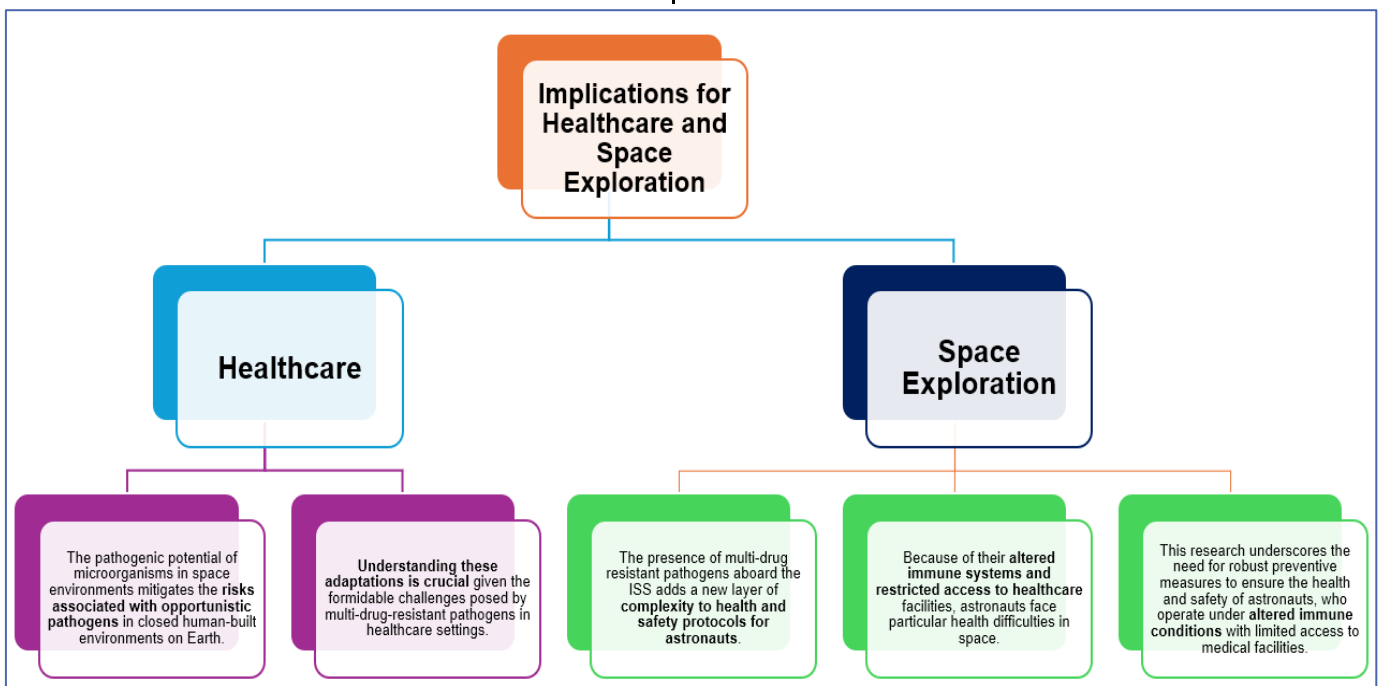 Implications for
Healthcare and
Space
Exploration
Healthcare
Space
Exploration
The pathogenic potential of
microorganisms in space
environments mitigates the risks
associated with opportunistic
pathogens in closed human-built
environments on Earth.
Understanding these
adaptations is crucial given the
formidable challenges posed by
multi-drug-resistant pathogens in
healthcare settings.
The presence of multi-drug
resistant pathogens aboard the
ISS adds a new layer of
complexity to health and
safety protocols for
astronauts.
Because of their altered
immune systems and
restricted access to healthcare
facilities, astronauts face
particular health difficulties in
space.
This research underscores the
need for robust preventive
measures to ensure the health
and safety of astronauts, who
operate under altered immune
conditions with limited access to
medical facilities.